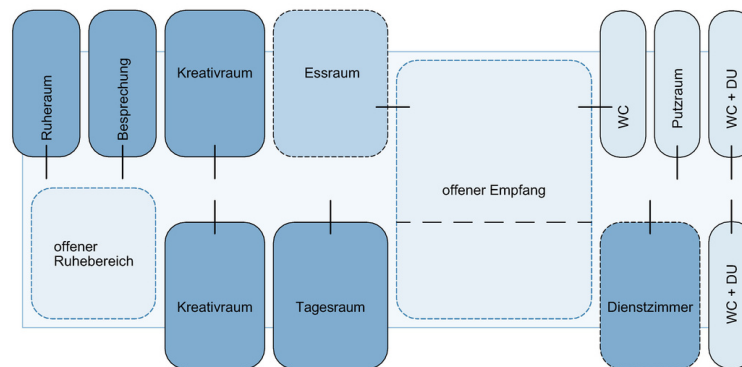 Ruheraum
Besprechung
Kreativraum
Essraum
WC
Putzraum
WC + DU
offener Empfang
offener
Ruhebereich
Kreativraum
Tagesraum
Dienstzimmer
WC + DU